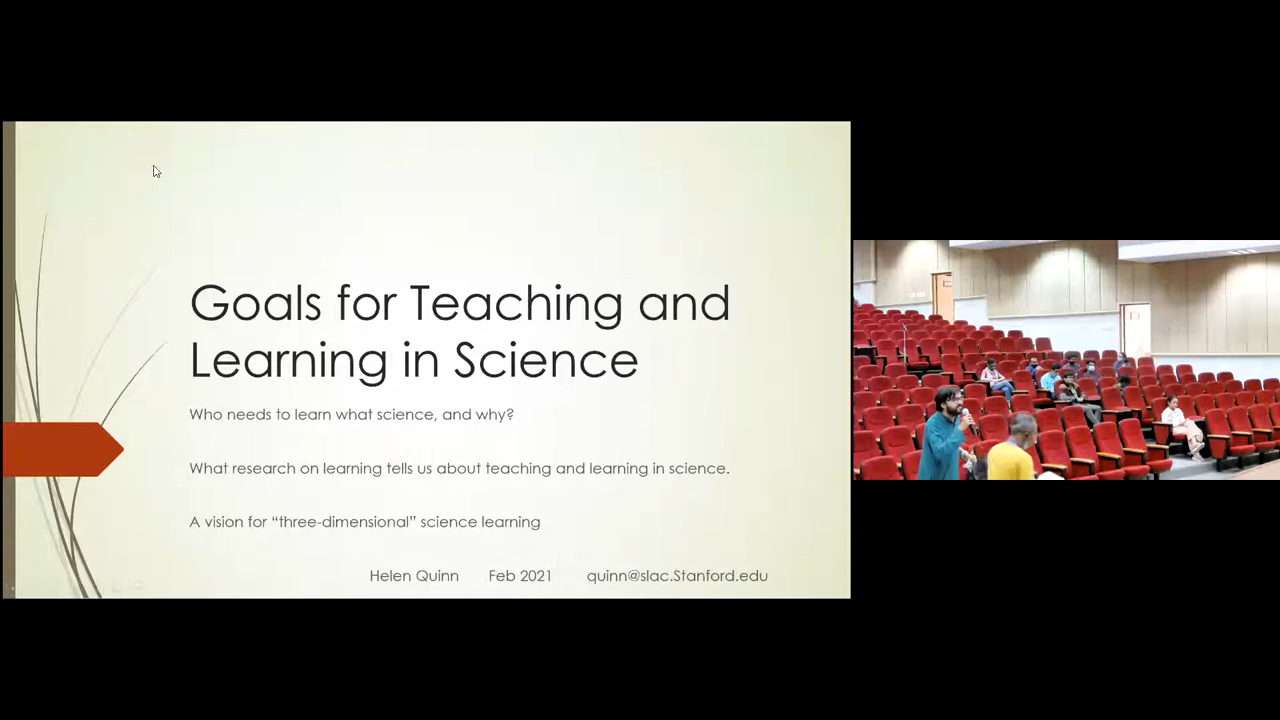 Goals for Teaching and
Learning in Science
Who needs to learn what science, and why?
What research on learning tells us about teaching and learning in science.
A vision for “three-dimensional” science learning
Helen Quinn Feb 2021 quinn@slac.Stanford.edu